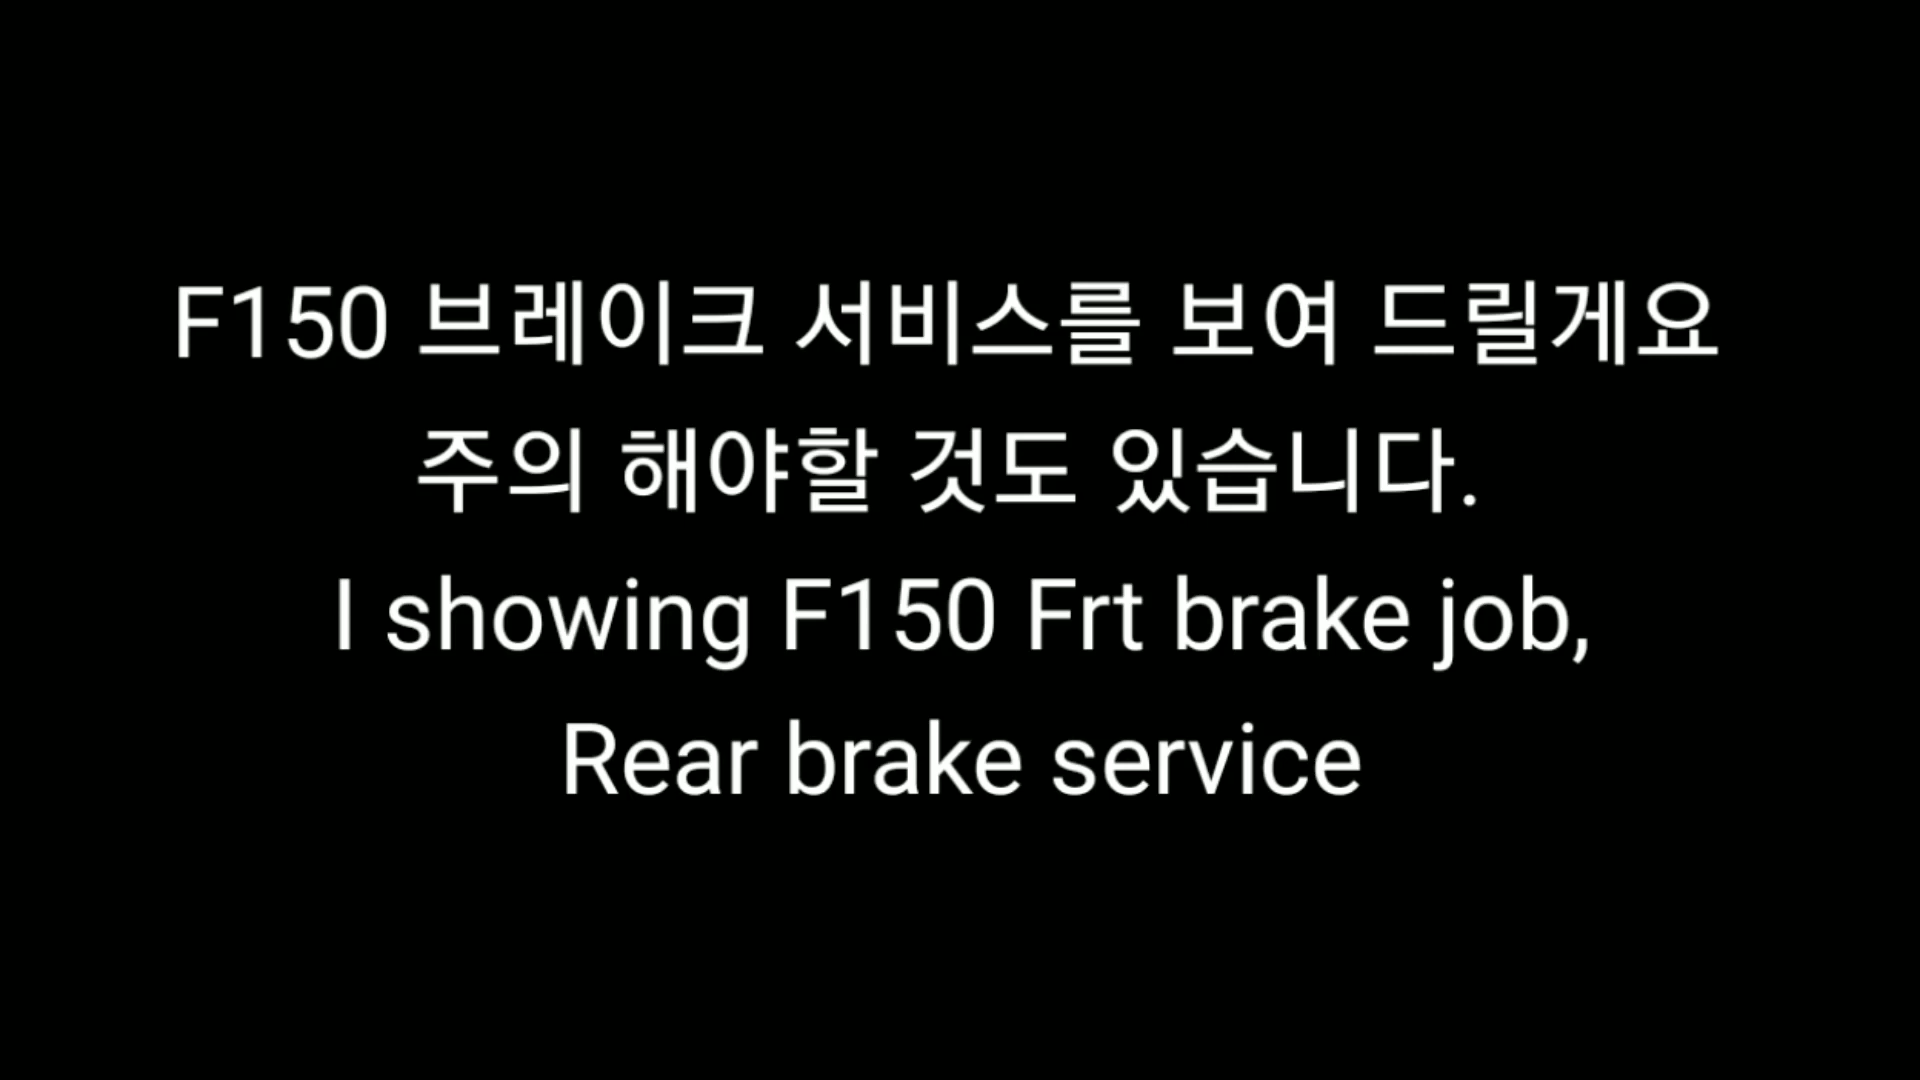 F150 브레이크 서비스를 보여 드릴게요
주의 해야할 것도 있습니다.
I showing F150 Frt brake job,
Rear brake service